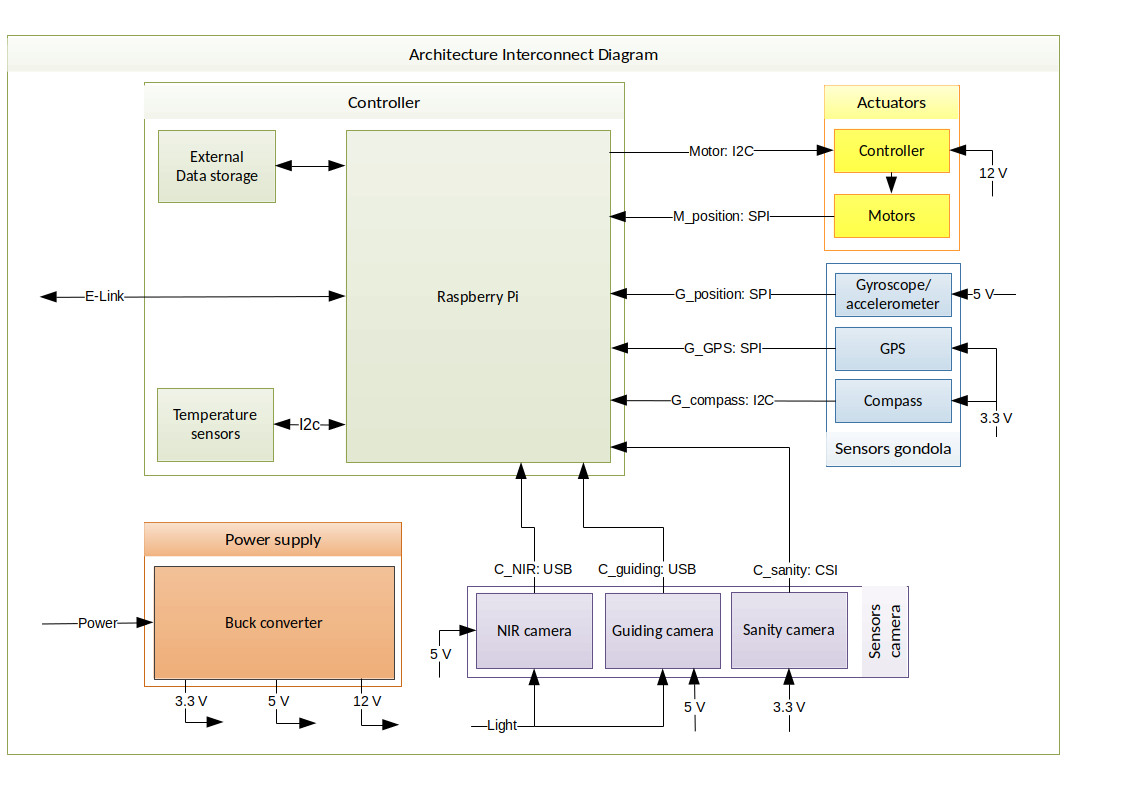 Architecture Interconnect Diagram
Controller
External
Data storage
Raspberry Pi
E-Link
Temperature
sensors
I2c
Motor: I2C
M_position: SPI
G_position: SPI
G_GPS: SPI
G_compass: I2C
Actuators
Controller
Motors
12 V
Gyroscope/
accelerometer
GPS
Compass
Sensors gondola
5 V
3.3 V
Power supply
Buck converter
Power
3.3 V
5 V
12 V
C_NIR: USB
C_guiding: USB
C_sanity: CSI
NIR camera
Guiding camera
Sanity camera
Sensors
camera
5 V
Light
5 V
3.3 V